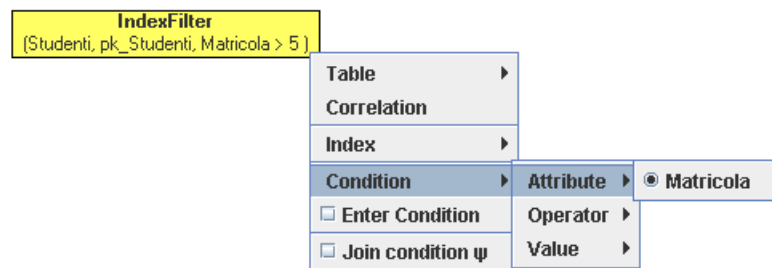 IndexFilter
(Studenti, pk_Studenti, Matricola > 5 )
Table
Correlation
Index
Condition
Attribute
Matricola
Enter Condition
Operator
Join condition ψ
Value